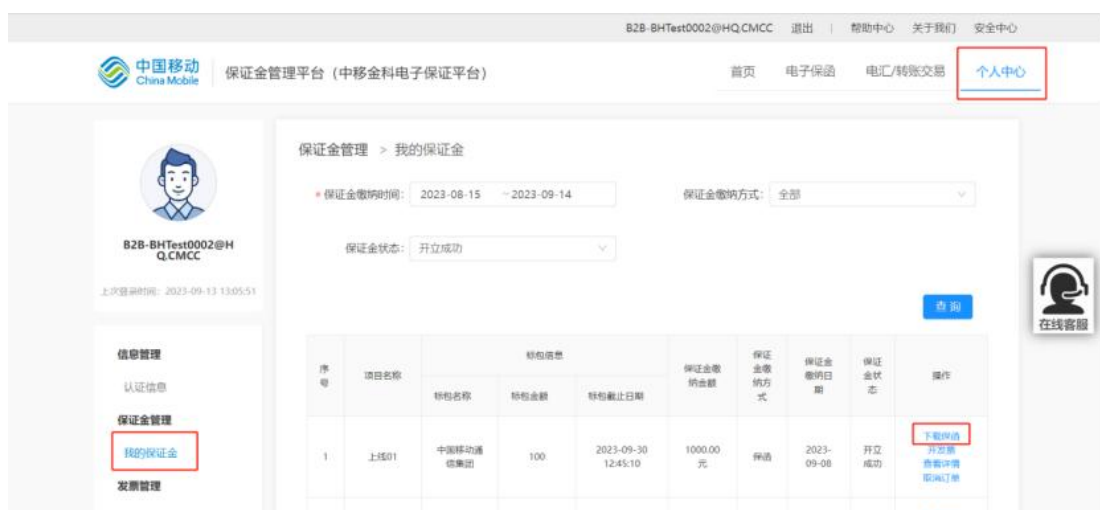 B2B-BHTest0002@HQ.CMCC 退出 | 帮助中心 关于我们 安全中心
中国移动
China Mobile
保证金管理平台（中移金科电子保证平台）
首页 电子保函 电汇/转账交易 个人中心
保证金管理 > 我的保证金
* 保证金缴纳时间: 2023-08-15 ~ 2023-09-14 保证金缴纳方式: 全部
保证金状态: 开立成功
B2B-BHTest0002@H
Q.CMCC
上次登录时间: 2023-09-13 13:05:51
查询
在线客服
信息管理
认证信息
保证金管理
我的保证金
发票管理
序号 项目名称 标包信息 保证金缴纳金额 保证金缴纳方式 保证金缴纳日期 保证金状态 操作
标包名称 标包金额 标包截止日期
1 上线01 中国移动通信集团 100 2023-09-30 12:45:10 1000.00元 保函 2023-09-08 开立成功
下载保函
开发票
查看详情
取消订单